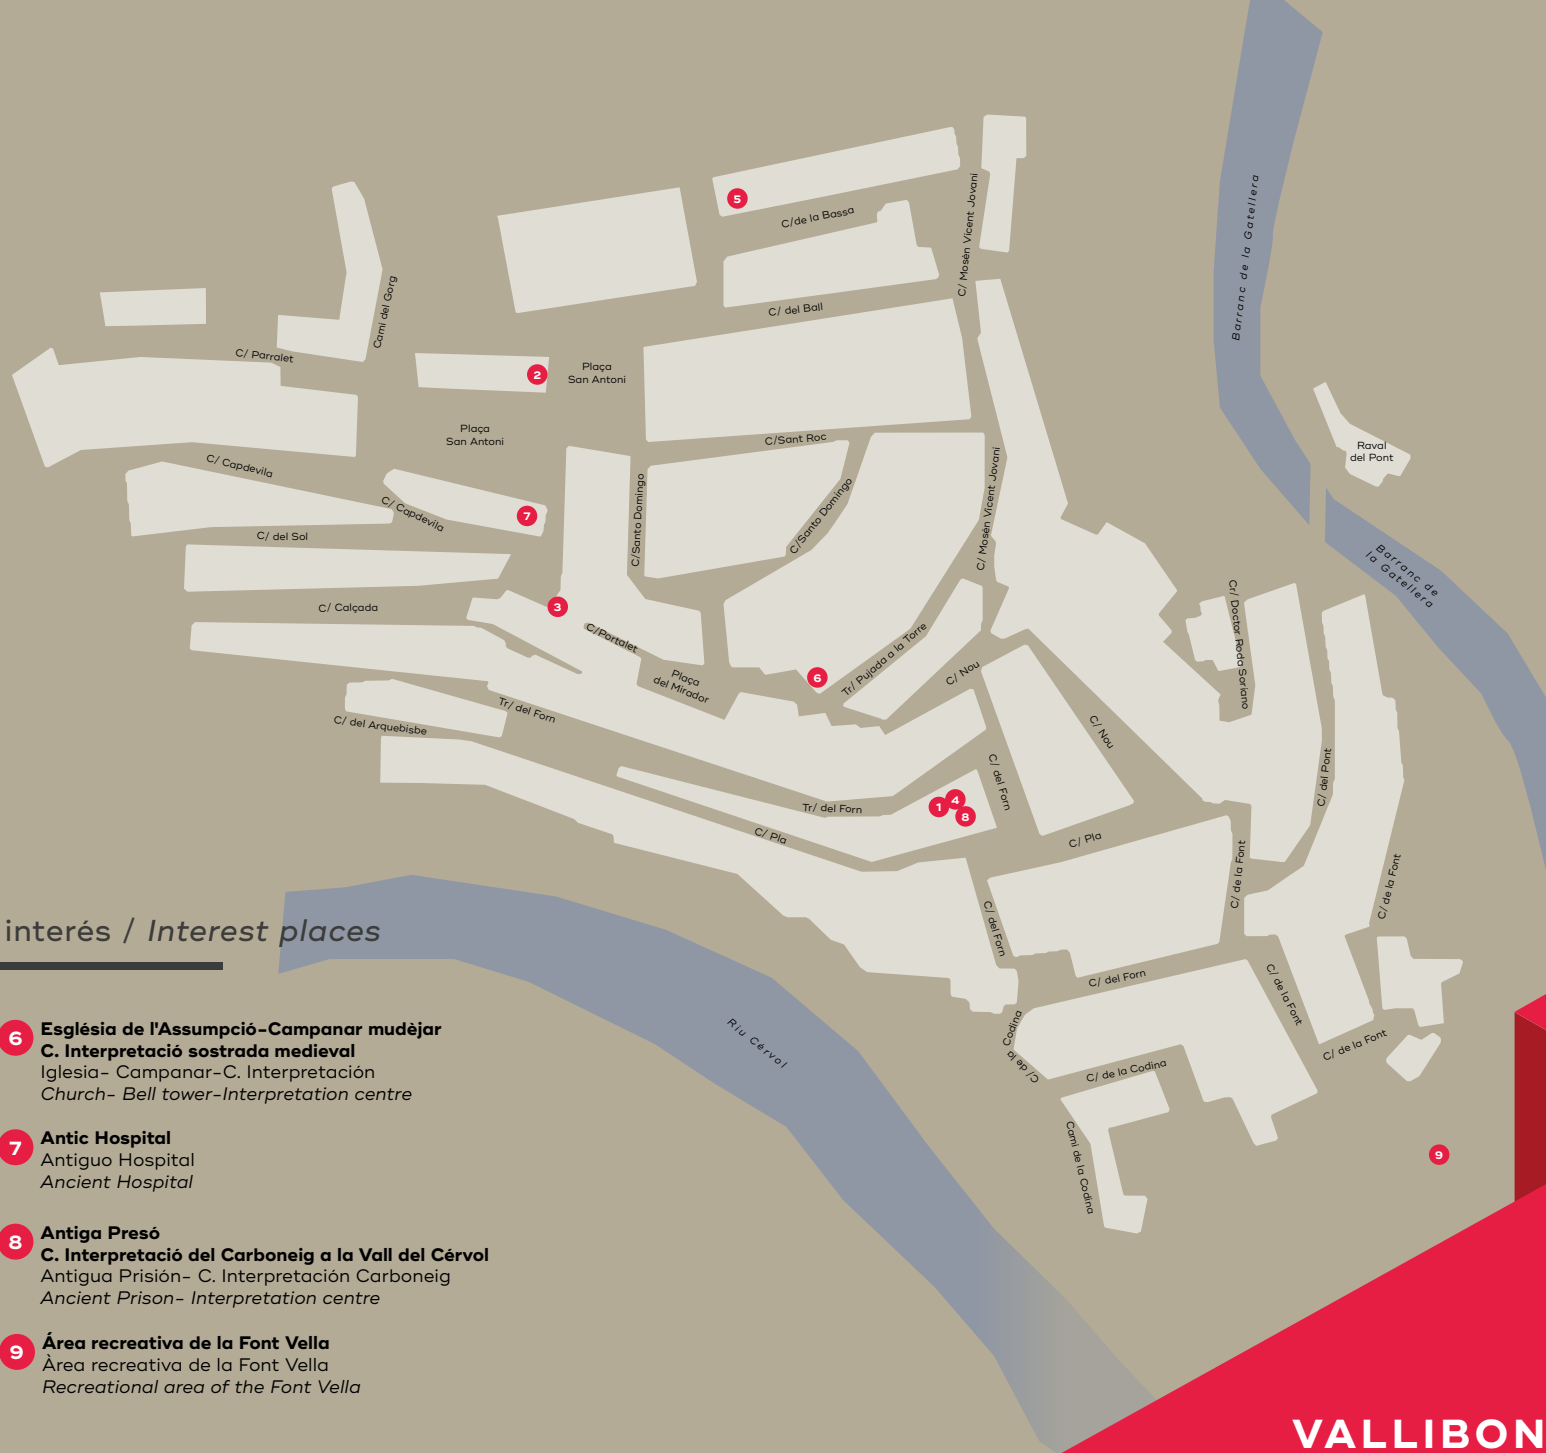 Barranc de la Gatellera
C/ Mosèn Vicent Jovaní
5
C/de la Bassa
Camí del Gorg
C/ del Ball
C/ Parralet
2
Plaça
San Antoni
Plaça
San Antoni
C/Sant Roc
Raval
del Pont
C/ Capdevila
C/ Capdevila
7
C/Santo Domingo
C/Santo Domingo
C/ Mosèn Vicent Jovaní
C/ del Sol
Barranc de
la Gatellera
C/ Calçada
3
C/Portalet
Cr/ Doctor Roda Soriano
Plaça
del Mirador
6
Tr/ Pujada a la Torre
C/ Nou
Tr/ del Forn
C/ del Arquebisbe
C/ Nou
C/ del Forn
C/ del Pont
1
4
8
Tr/ del Forn
C/ Pla
C/ Pla
C/ de la Font
C/ de la Font
C/ del Forn
C/ del Forn
C/ de la Font
C/ de la Font
Riu Cérvol
C/ de la Codina
C/ de la Codina
Camí de la Codina
9
interés / Interest places
6
Església de l'Assumpció-Campanar mudèjar
C. Interpretació sostrada medieval
Iglesia- Campanar-C. Interpretación
Church- Bell tower-Interpretation centre
7
Antic Hospital
Antiguo Hospital
Ancient Hospital
8
Antiga Presó
C. Interpretació del Carboneig a la Vall del Cérvol
Antigua Prisión- C. Interpretación Carboneig
Ancient Prison- Interpretation centre
9
Área recreativa de la Font Vella
Àrea recreativa de la Font Vella
Recreational area of the Font Vella
VALLIBON